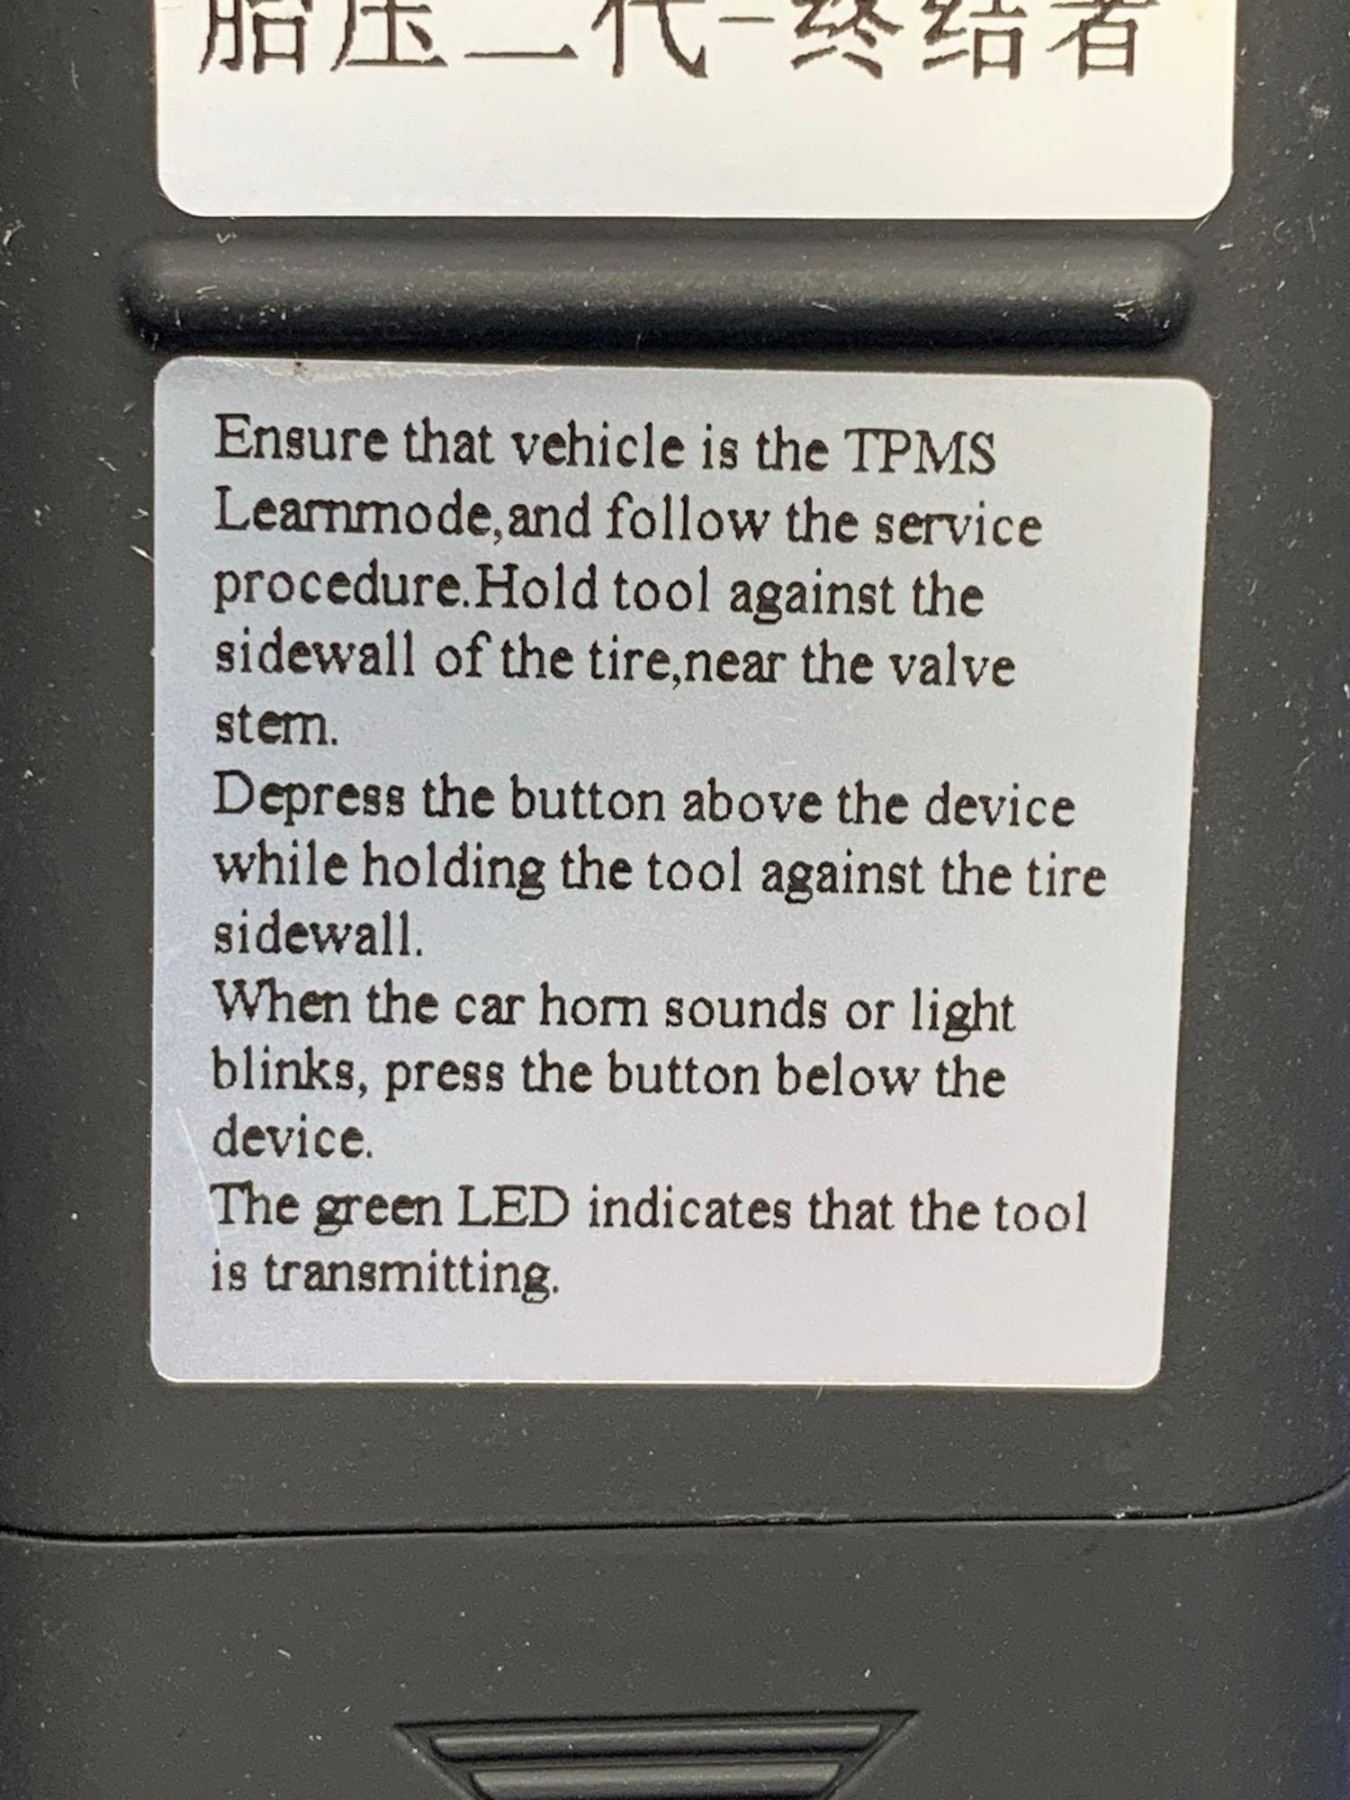 胎压二代-终结者
Ensure that vehicle is the TPMS
Learnmode,and follow the service
procedure.Hold tool against the
sidewall of the tire,near the valve
stem.
Depress the button above the device
while holding the tool against the tire
sidewall.
When the car horn sounds or light
blinks, press the button below the
device.
The green LED indicates that the tool
is transmitting.